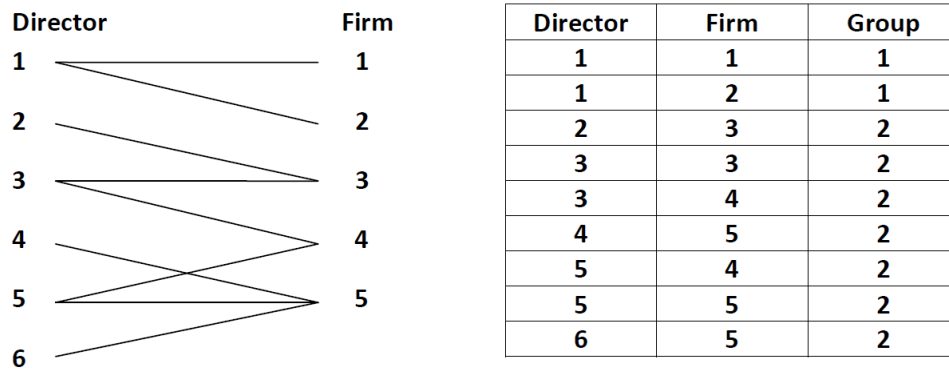 Director Firm
1 1
2 2
3 3
4 4
5 5
6
Director Firm Group
1 1 1
1 2 1
2 3 2
3 3 2
3 4 2
4 5 2
5 4 2
5 5 2
6 5 2